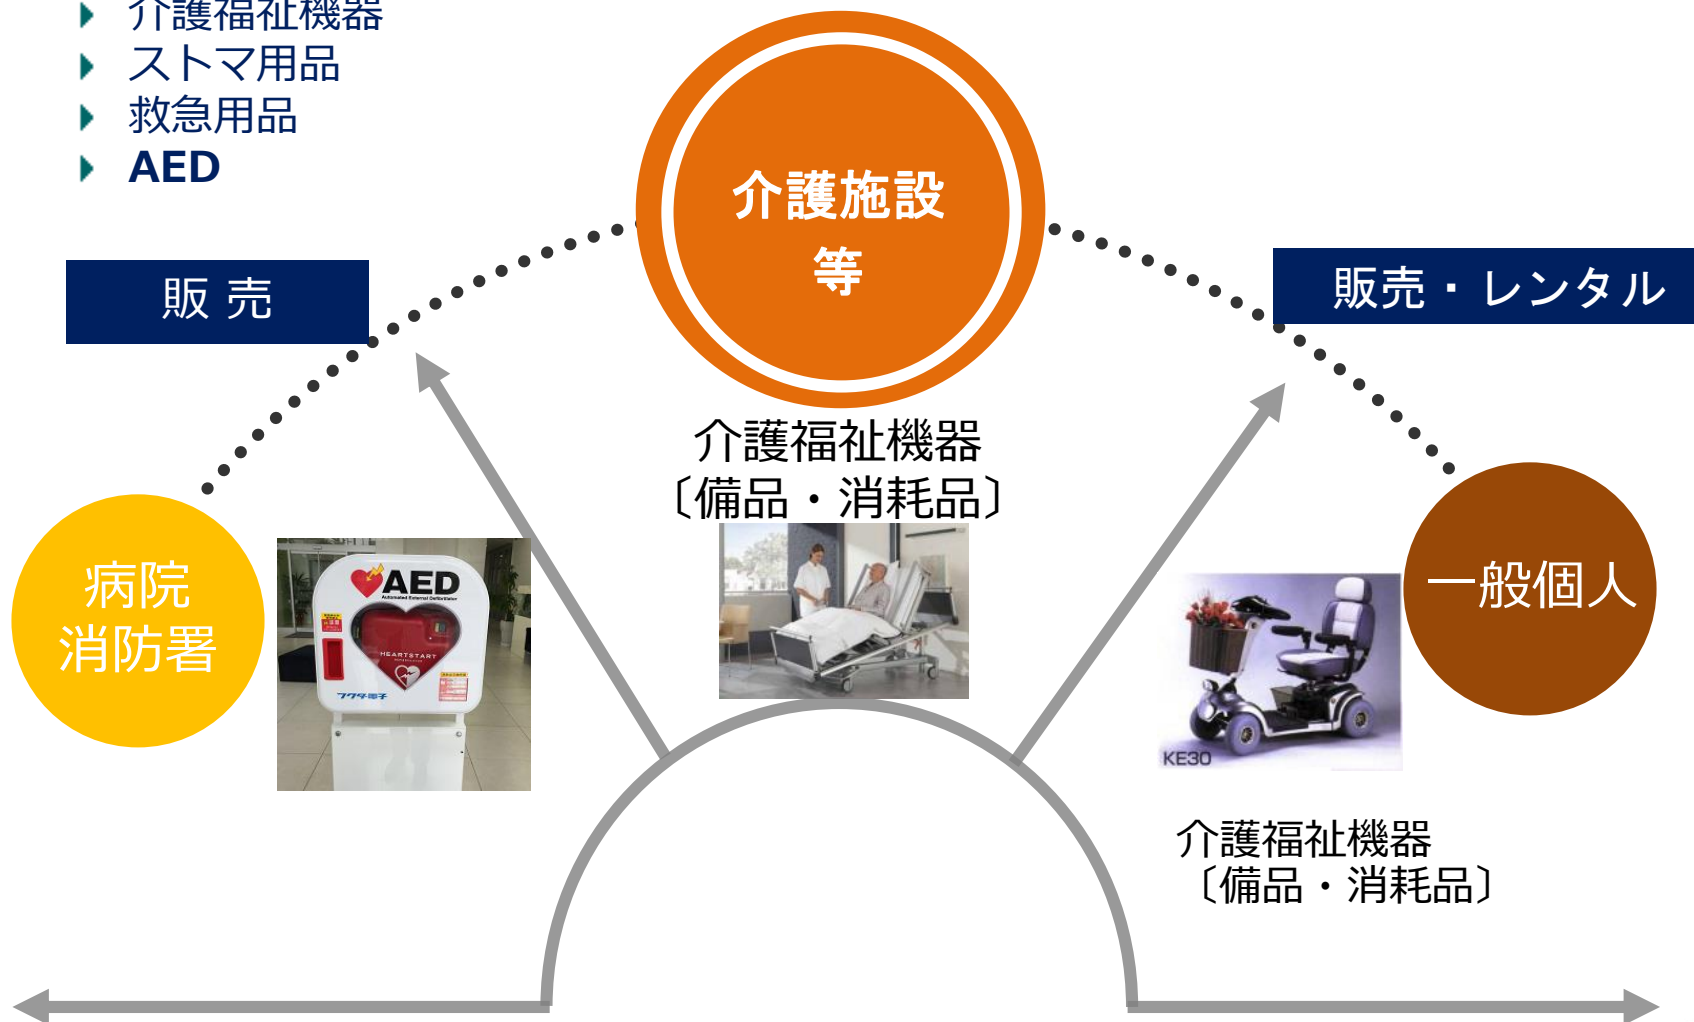 介護福祉機器
ストマ用品
救急用品
AED
介護施設
等
販 売
販売・レンタル
介護福祉機器
〔備品・消耗品〕
病院
消防署
AED
Automated External Defibrillator
HEARTSTART
フクダ電子
一般個人
KE30
介護福祉機器
〔備品・消耗品〕